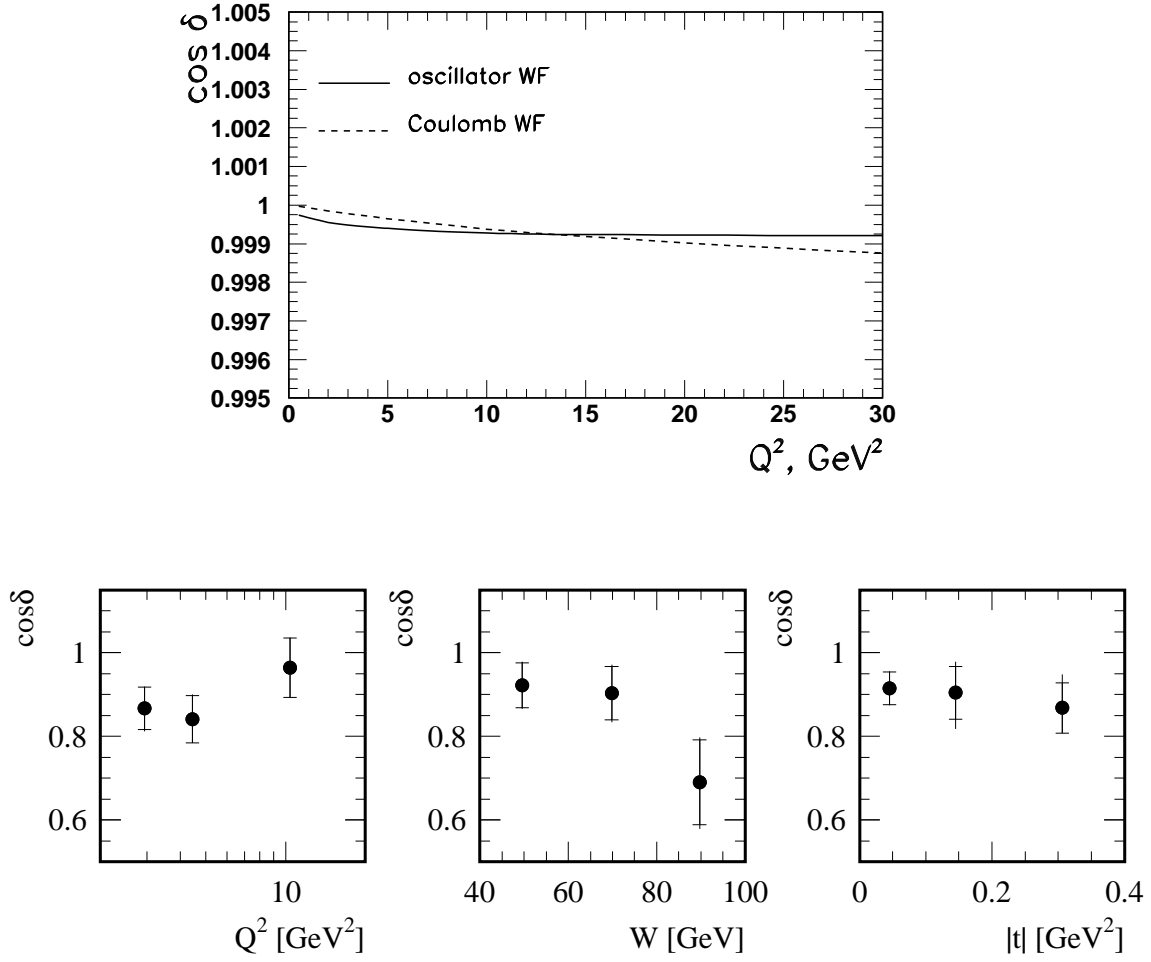 cos δ
1.005
1.004
1.003
1.002
1.001
1
0.999
0.998
0.997
0.996
0.995
oscillator WF
Coulomb WF
0 5 10 15 20 25 30
Q², GeV²
cosδ
1
0.8
0.6
10
Q² [GeV²]
cosδ
1
0.8
0.6
40 60 80 100
W [GeV]
cosδ
1
0.8
0.6
0 0.2 0.4
|t| [GeV²]